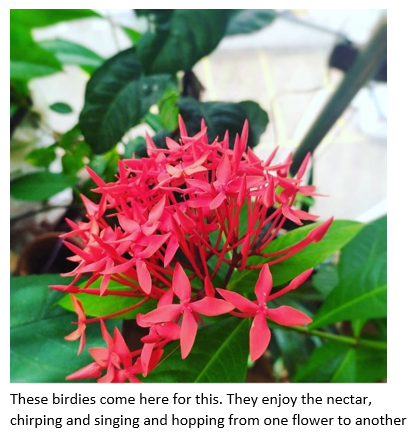 These birdies come here for this. They enjoy the nectar,
chirping and singing and hopping from one flower to another